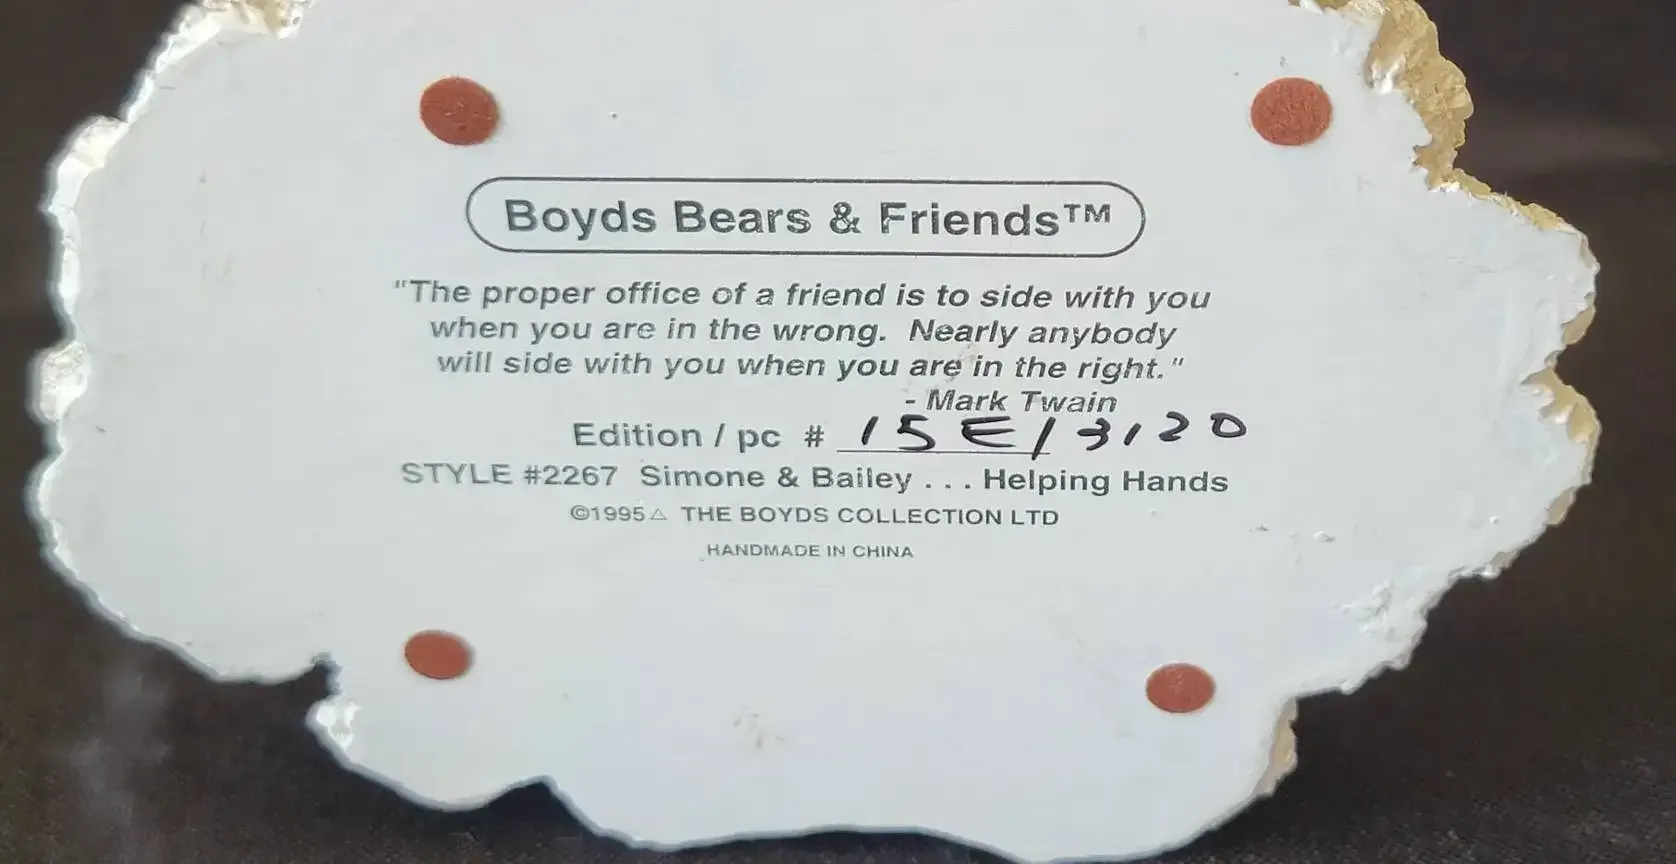 Boyds Bears & Friends™
"The proper office of a friend is to side with you
when you are in the wrong. Nearly anybody
will side with you when you are in the right."
- Mark Twain
Edition / pc # 15E/3120
STYLE #2267 Simone & Bailey . . . Helping Hands
©1995△ THE BOYDS COLLECTION LTD
HANDMADE IN CHINA